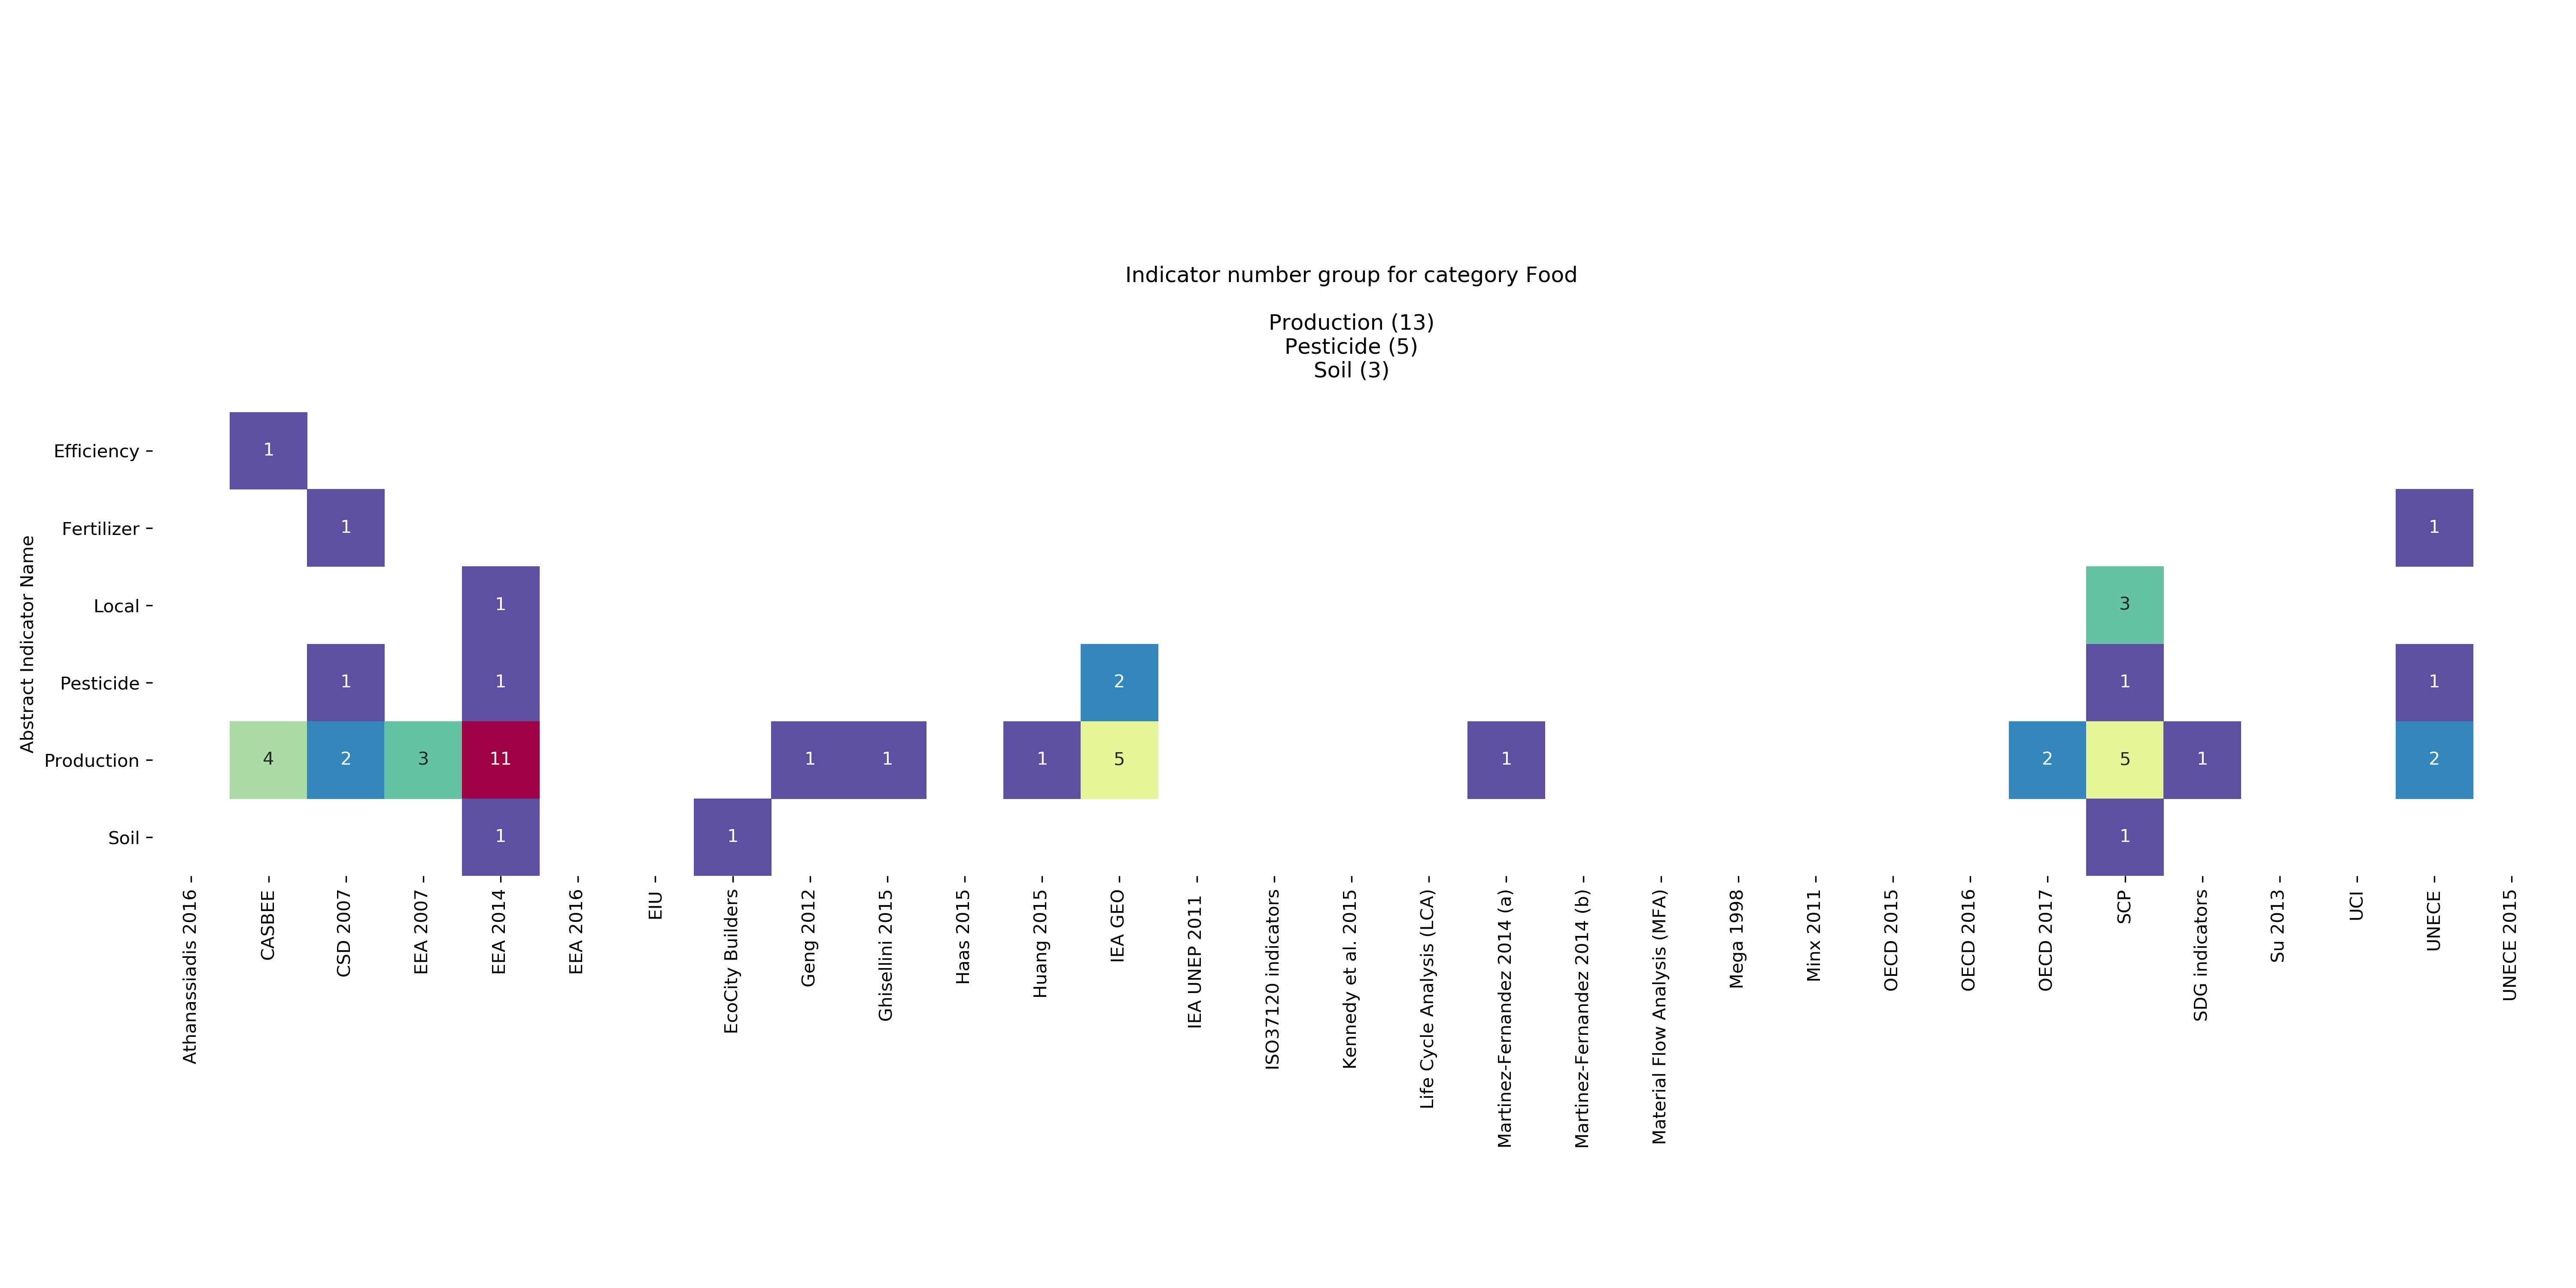 Indicator number group for category Food
Production (13)
Pesticide (5)
Soil (3)
Abstract Indicator Name
Efficiency 1
Fertilizer 1 1
Local 1 3
Pesticide 1 1 2 1 1
Production 4 2 3 11 1 1 1 5 1 2 5 1 2
Soil 1 1 1
Athanassiadis 2016
CASBEE
CSD 2007
EEA 2007
EEA 2014
EEA 2016
EIU
EcoCity Builders
Geng 2012
Ghisellini 2015
Haas 2015
Huang 2015
IEA GEO
IEA UNEP 2011
ISO37120 indicators
Kennedy et al. 2015
Life Cycle Analysis (LCA)
Martinez-Fernandez 2014 (a)
Martinez-Fernandez 2014 (b)
Material Flow Analysis (MFA)
Mega 1998
Minx 2011
OECD 2015
OECD 2016
OECD 2017
SCP
SDG indicators
Su 2013
UCI
UNECE
UNECE 2015